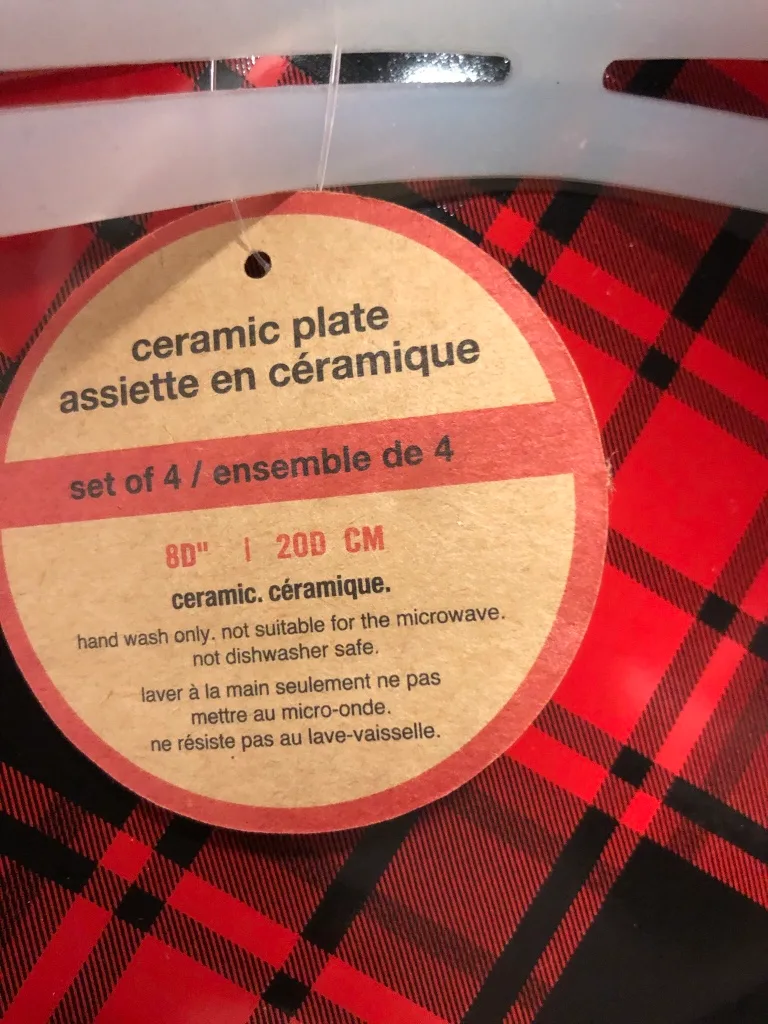 ceramic plate
assiette en céramique
set of 4 / ensemble de 4
8D" | 20D CM
ceramic. céramique.
hand wash only. not suitable for the microwave.
not dishwasher safe.
laver à la main seulement ne pas
mettre au micro-onde.
ne résiste pas au lave-vaisselle.